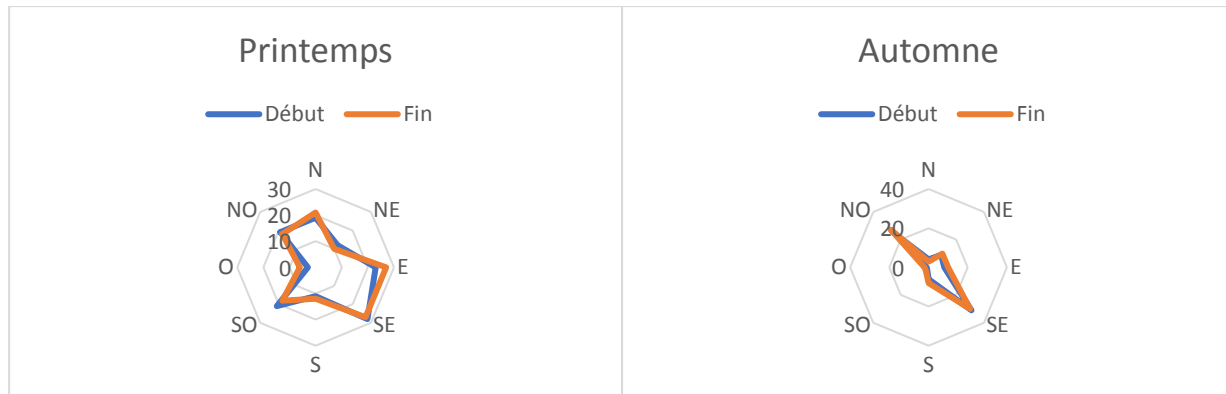 Printemps
Début
Fin
N
30
NO
NE
20
10
O
0
E
SO
SE
S
Automne
Début
Fin
N
40
NO
NE
20
O
0
E
SO
SE
S